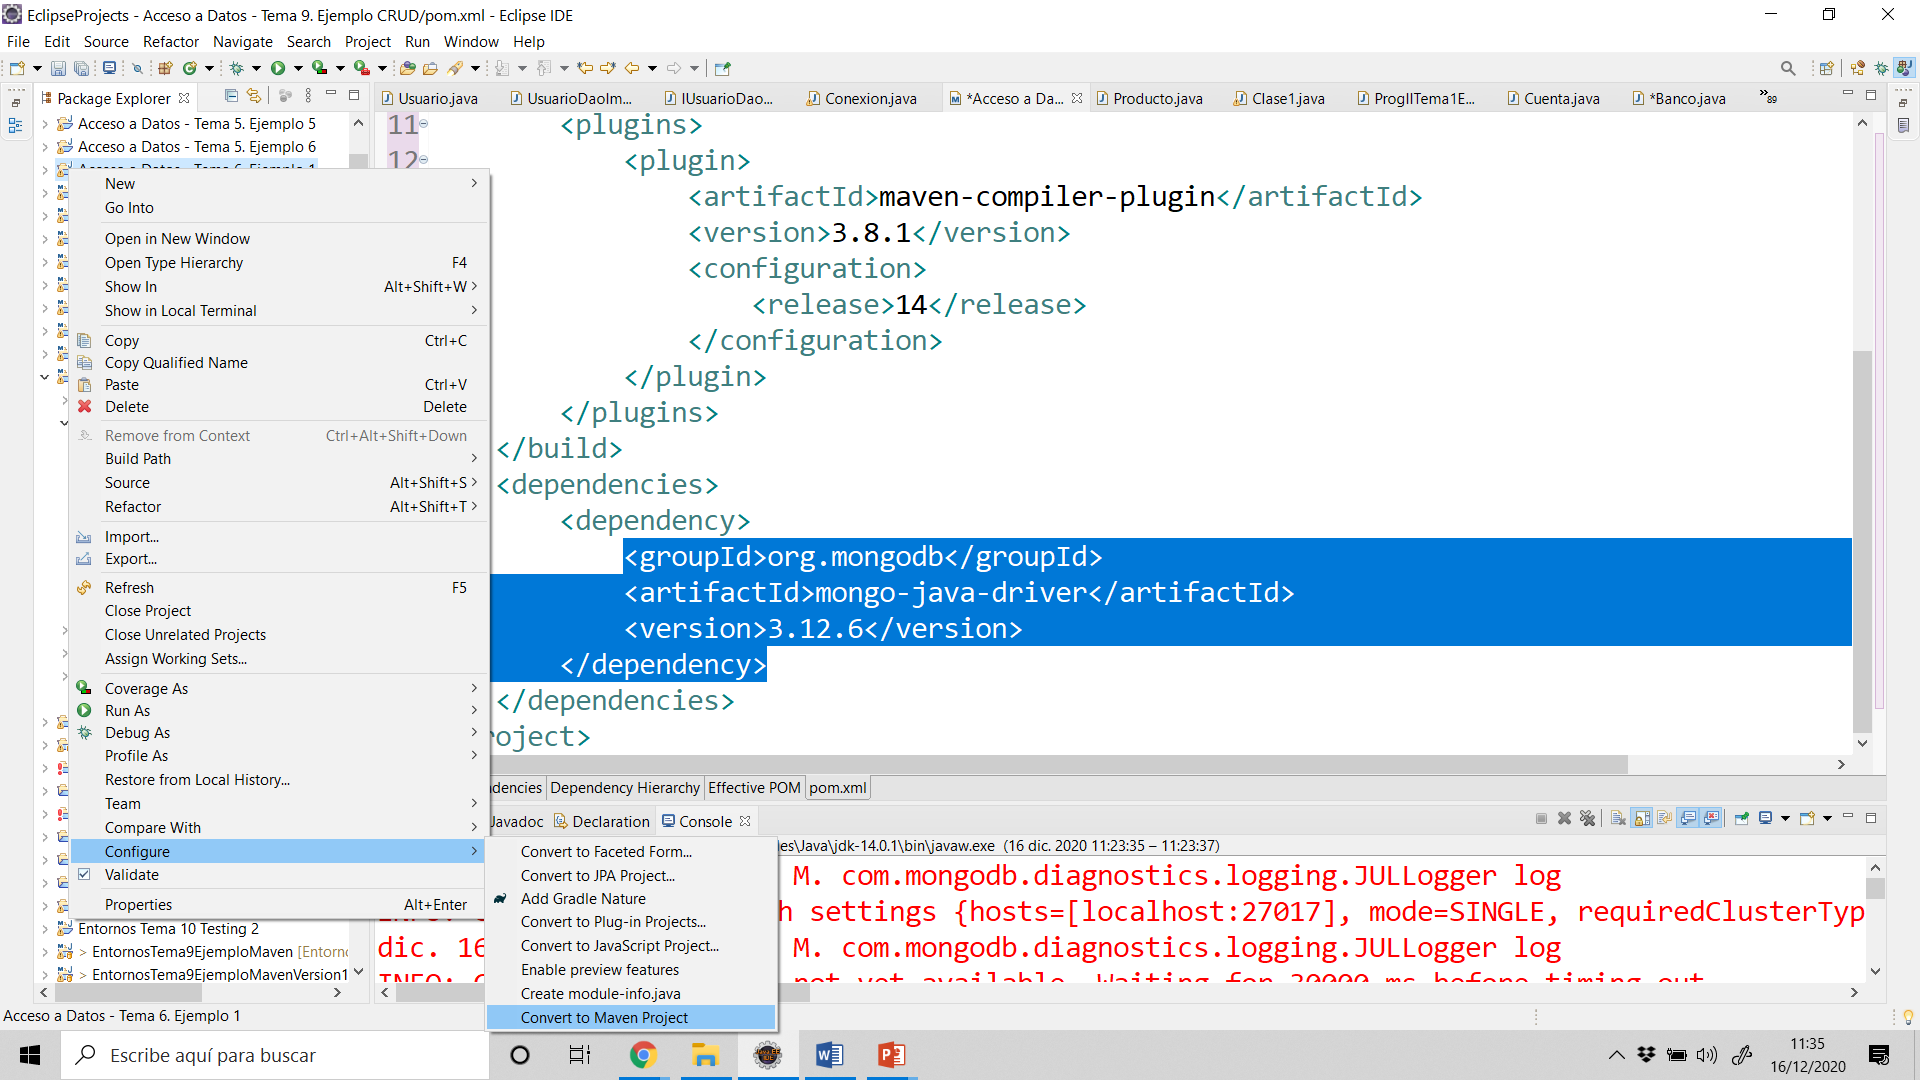 EclipseProjects - Acceso a Datos - Tema 9. Ejemplo CRUD/pom.xml - Eclipse IDE
File Edit Source Refactor Navigate Search Project Run Window Help
Package Explorer
Usuario.java UsuarioDaoIm... IUsuarioDao... Conexion.java *Acceso a Da... Producto.java Clase1.java ProgIITema1E... Cuenta.java *Banco.java »89
Acceso a Datos - Tema 5. Ejemplo 5
Acceso a Datos - Tema 5. Ejemplo 6
New
Go Into
Open in New Window
Open Type Hierarchy F4
Show In Alt+Shift+W
Show in Local Terminal
Copy Ctrl+C
Copy Qualified Name
Paste Ctrl+V
Delete Delete
Remove from Context Ctrl+Alt+Shift+Down
Build Path
Source Alt+Shift+S
Refactor Alt+Shift+T
Import...
Export...
Refresh F5
Close Project
Close Unrelated Projects
Assign Working Sets...
Coverage As
Run As
Debug As
Profile As
Restore from Local History...
Team
Compare With
Configure
Validate
Properties Alt+Enter
Entornos Tema 10 Testing 2
> EntornosTema9EjemploMaven [Entorno
> EntornosTema9EjemploMavenVersion1
11 <plugins>
12 <plugin>
<artifactId>maven-compiler-plugin</artifactId>
<version>3.8.1</version>
<configuration>
<release>14</release>
</configuration>
</plugin>
</plugins>
</build>
<dependencies>
<dependency>
<groupId>org.mongodb</groupId>
<artifactId>mongo-java-driver</artifactId>
<version>3.12.6</version>
</dependency>
</dependencies>
oject>
ndencies Dependency Hierarchy Effective POM pom.xml
Javadoc Declaration Console
es\Java\jdk-14.0.1\bin\javaw.exe (16 dic. 2020 11:23:35 – 11:23:37)
M. com.mongodb.diagnostics.logging.JULLogger log
h settings {hosts=[localhost:27017], mode=SINGLE, requiredClusterTyp
dic. 16 M. com.mongodb.diagnostics.logging.JULLogger log
INFO: not yet available. Waiting for 30000 ms before timing out
Convert to Faceted Form...
Convert to JPA Project...
Add Gradle Nature
Convert to Plug-in Projects...
Convert to JavaScript Project...
Enable preview features
Create module-info.java
Convert to Maven Project
Acceso a Datos - Tema 6. Ejemplo 1
Escribe aquí para buscar
11:35
16/12/2020